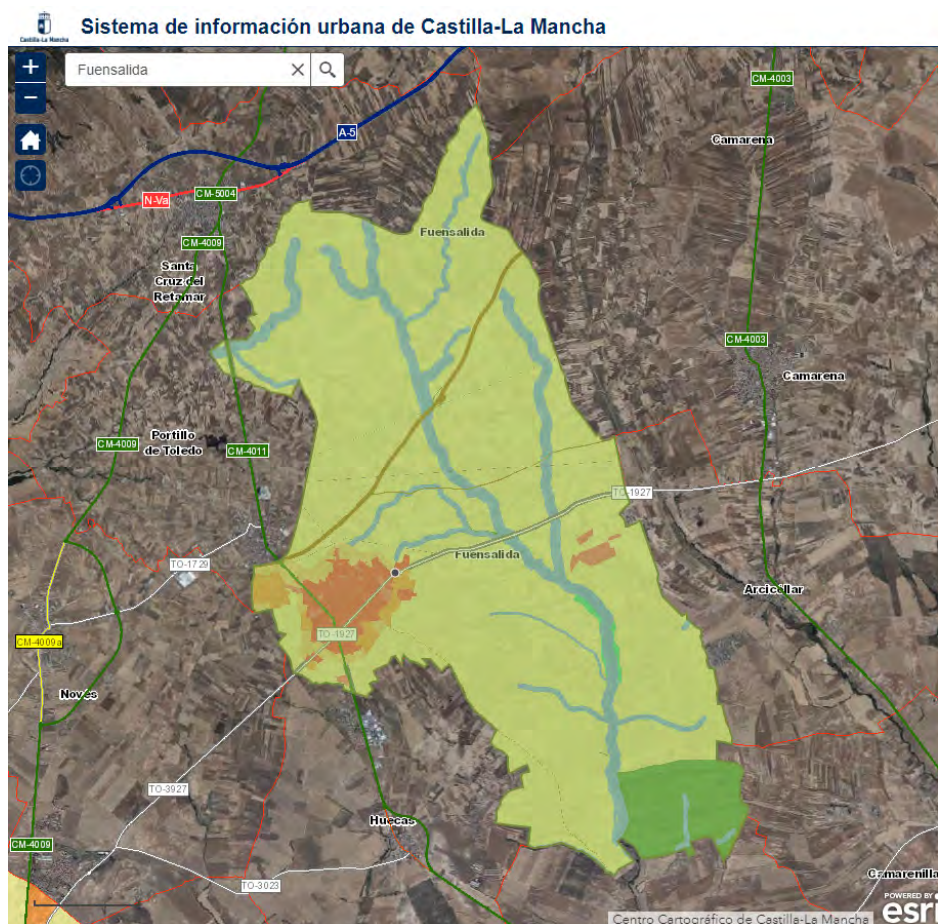 Castilla-La Mancha
Sistema de información urbana de Castilla-La Mancha
+
Fuensalida
−
CM-4003
A-5
Camarena
CM-5004
N-Va
Fuensalida
CM-4009
Santa
Cruz del
Retamar
CM-4003
Camarena
Portillo
de Toledo
CM-4009
CM-4011
TO-1927
Fuensalida
TO-1729
Arcicóllar
TO-1927
CM-4009a
Novés
TO-3927
Huecas
CM-4009
TO-3023
Camarenilla
POWERED BY
esri
Centro Cartográfico de Castilla-La Mancha